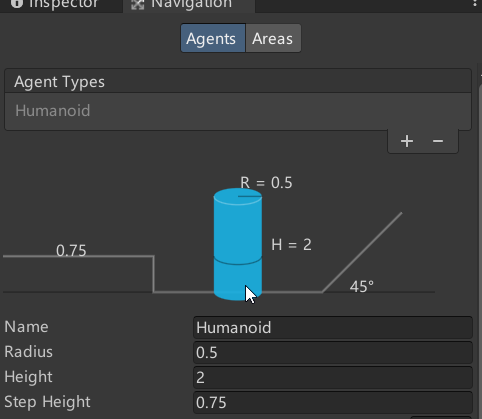 Inspector Navigation
Agents Areas
Agent Types
Humanoid
+ −
R = 0.5
0.75
H = 2
45°
Name Humanoid
Radius 0.5
Height 2
Step Height 0.75